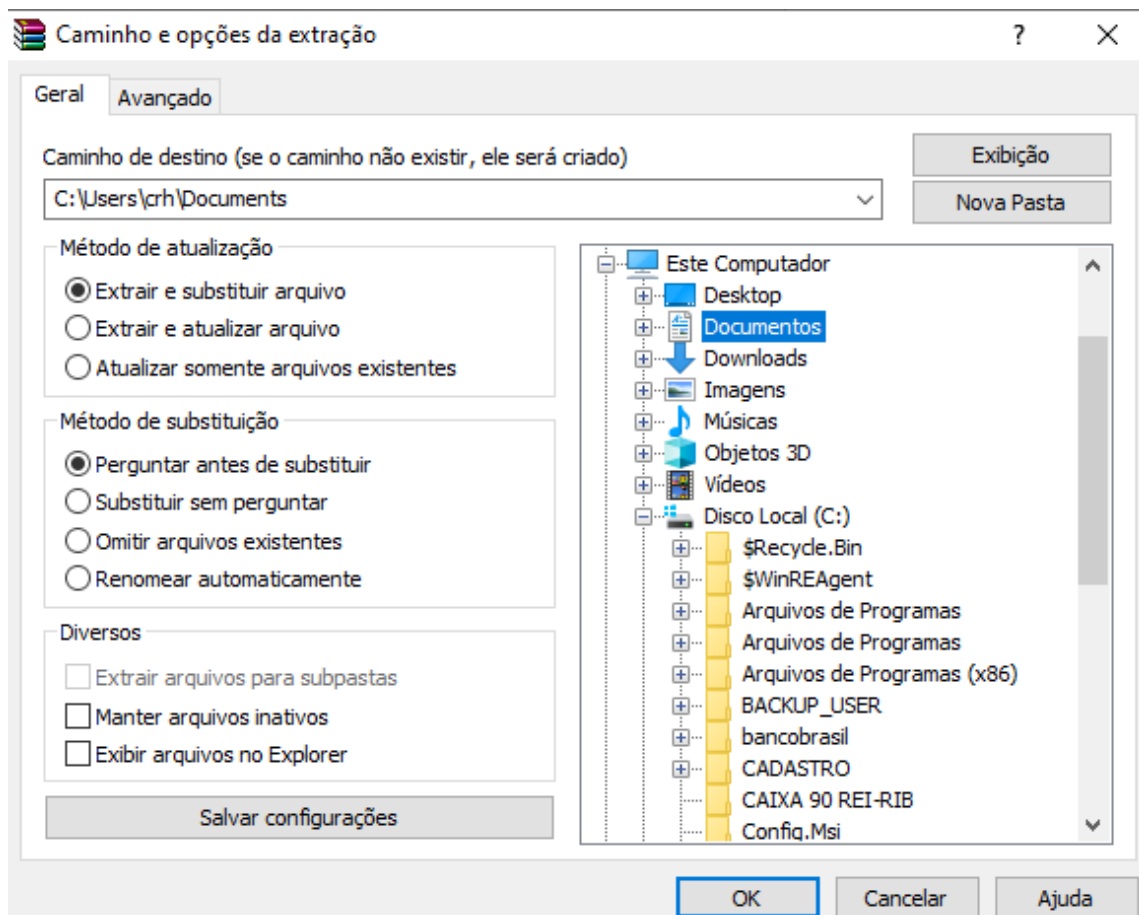 Caminho e opções da extração
?
Geral
Avançado
Caminho de destino (se o caminho não existir, ele será criado)
Exibição
C:\Users\crh\Documents
Nova Pasta
Método de atualização
Extrair e substituir arquivo
Extrair e atualizar arquivo
Atualizar somente arquivos existentes
Método de substituição
Perguntar antes de substituir
Substituir sem perguntar
Omitir arquivos existentes
Renomear automaticamente
Diversos
Extrair arquivos para subpastas
Manter arquivos inativos
Exibir arquivos no Explorer
Salvar configurações
Este Computador
Desktop
Documentos
Downloads
Imagens
Músicas
Objetos 3D
Vídeos
Disco Local (C:)
$Recycle.Bin
$WinREAgent
Arquivos de Programas
Arquivos de Programas
Arquivos de Programas (x86)
BACKUP_USER
bancobrasil
CADASTRO
CAIXA 90 REI-RIB
Config.Msi
OK
Cancelar
Ajuda